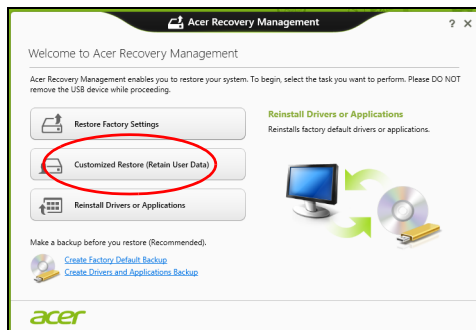 Acer Recovery Management
? ×
Welcome to Acer Recovery Management
Acer Recovery Management enables you to restore your system. To begin, select the task you want to perform. Please DO NOT
remove the USB device while proceeding.
Restore Factory Settings
Customized Restore (Retain User Data)
Reinstall Drivers or Applications
Reinstall Drivers or Applications
Reinstalls factory default drivers or applications.
Make a backup before you restore (Recommended).
Create Factory Default Backup
Create Drivers and Applications Backup
acer